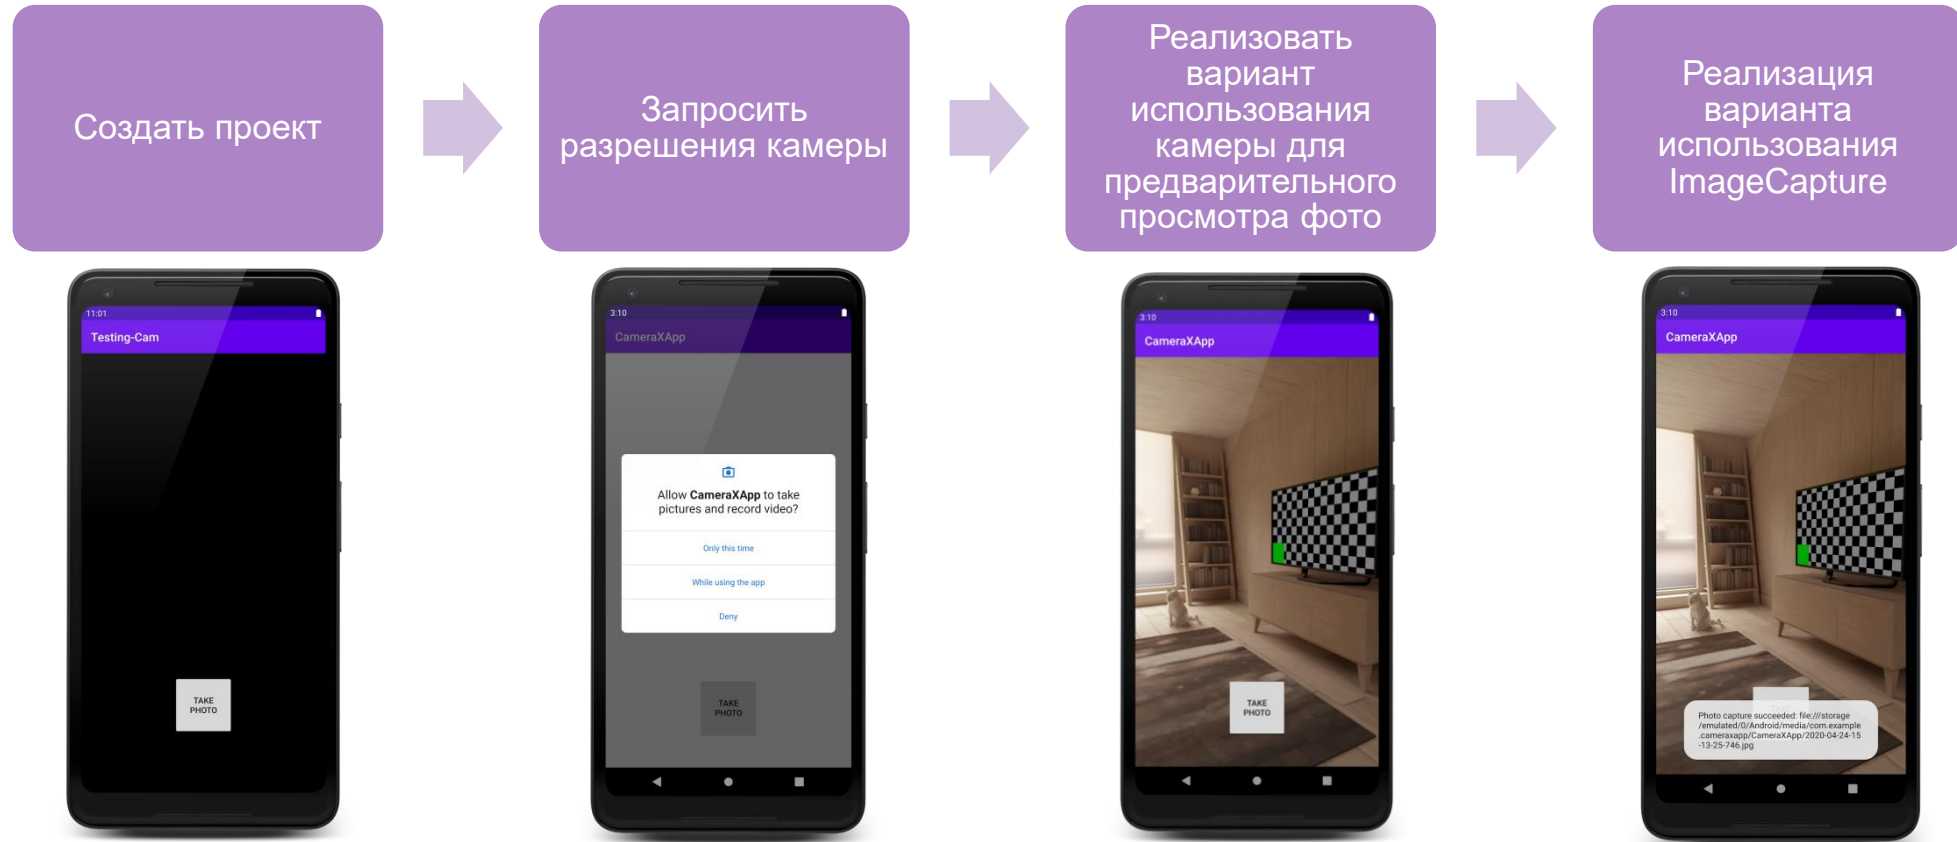 Создать проект
Запросить
разрешения камеры
Реализовать
вариант
использования
камеры для
предварительного
просмотра фото
Реализация
варианта
использования
ImageCapture
11:01
Testing-Cam
TAKE
PHOTO
3:10
CameraXApp
Allow CameraXApp to take
pictures and record video?
Only this time
While using the app
Deny
TAKE
PHOTO
3:10
CameraXApp
TAKE
PHOTO
3:10
CameraXApp
TAKE
Photo capture succeeded: file:///storage
/emulated/0/Android/media/com.example
.cameraxapp/CameraXApp/2020-04-24-15
-13-25-746.jpg